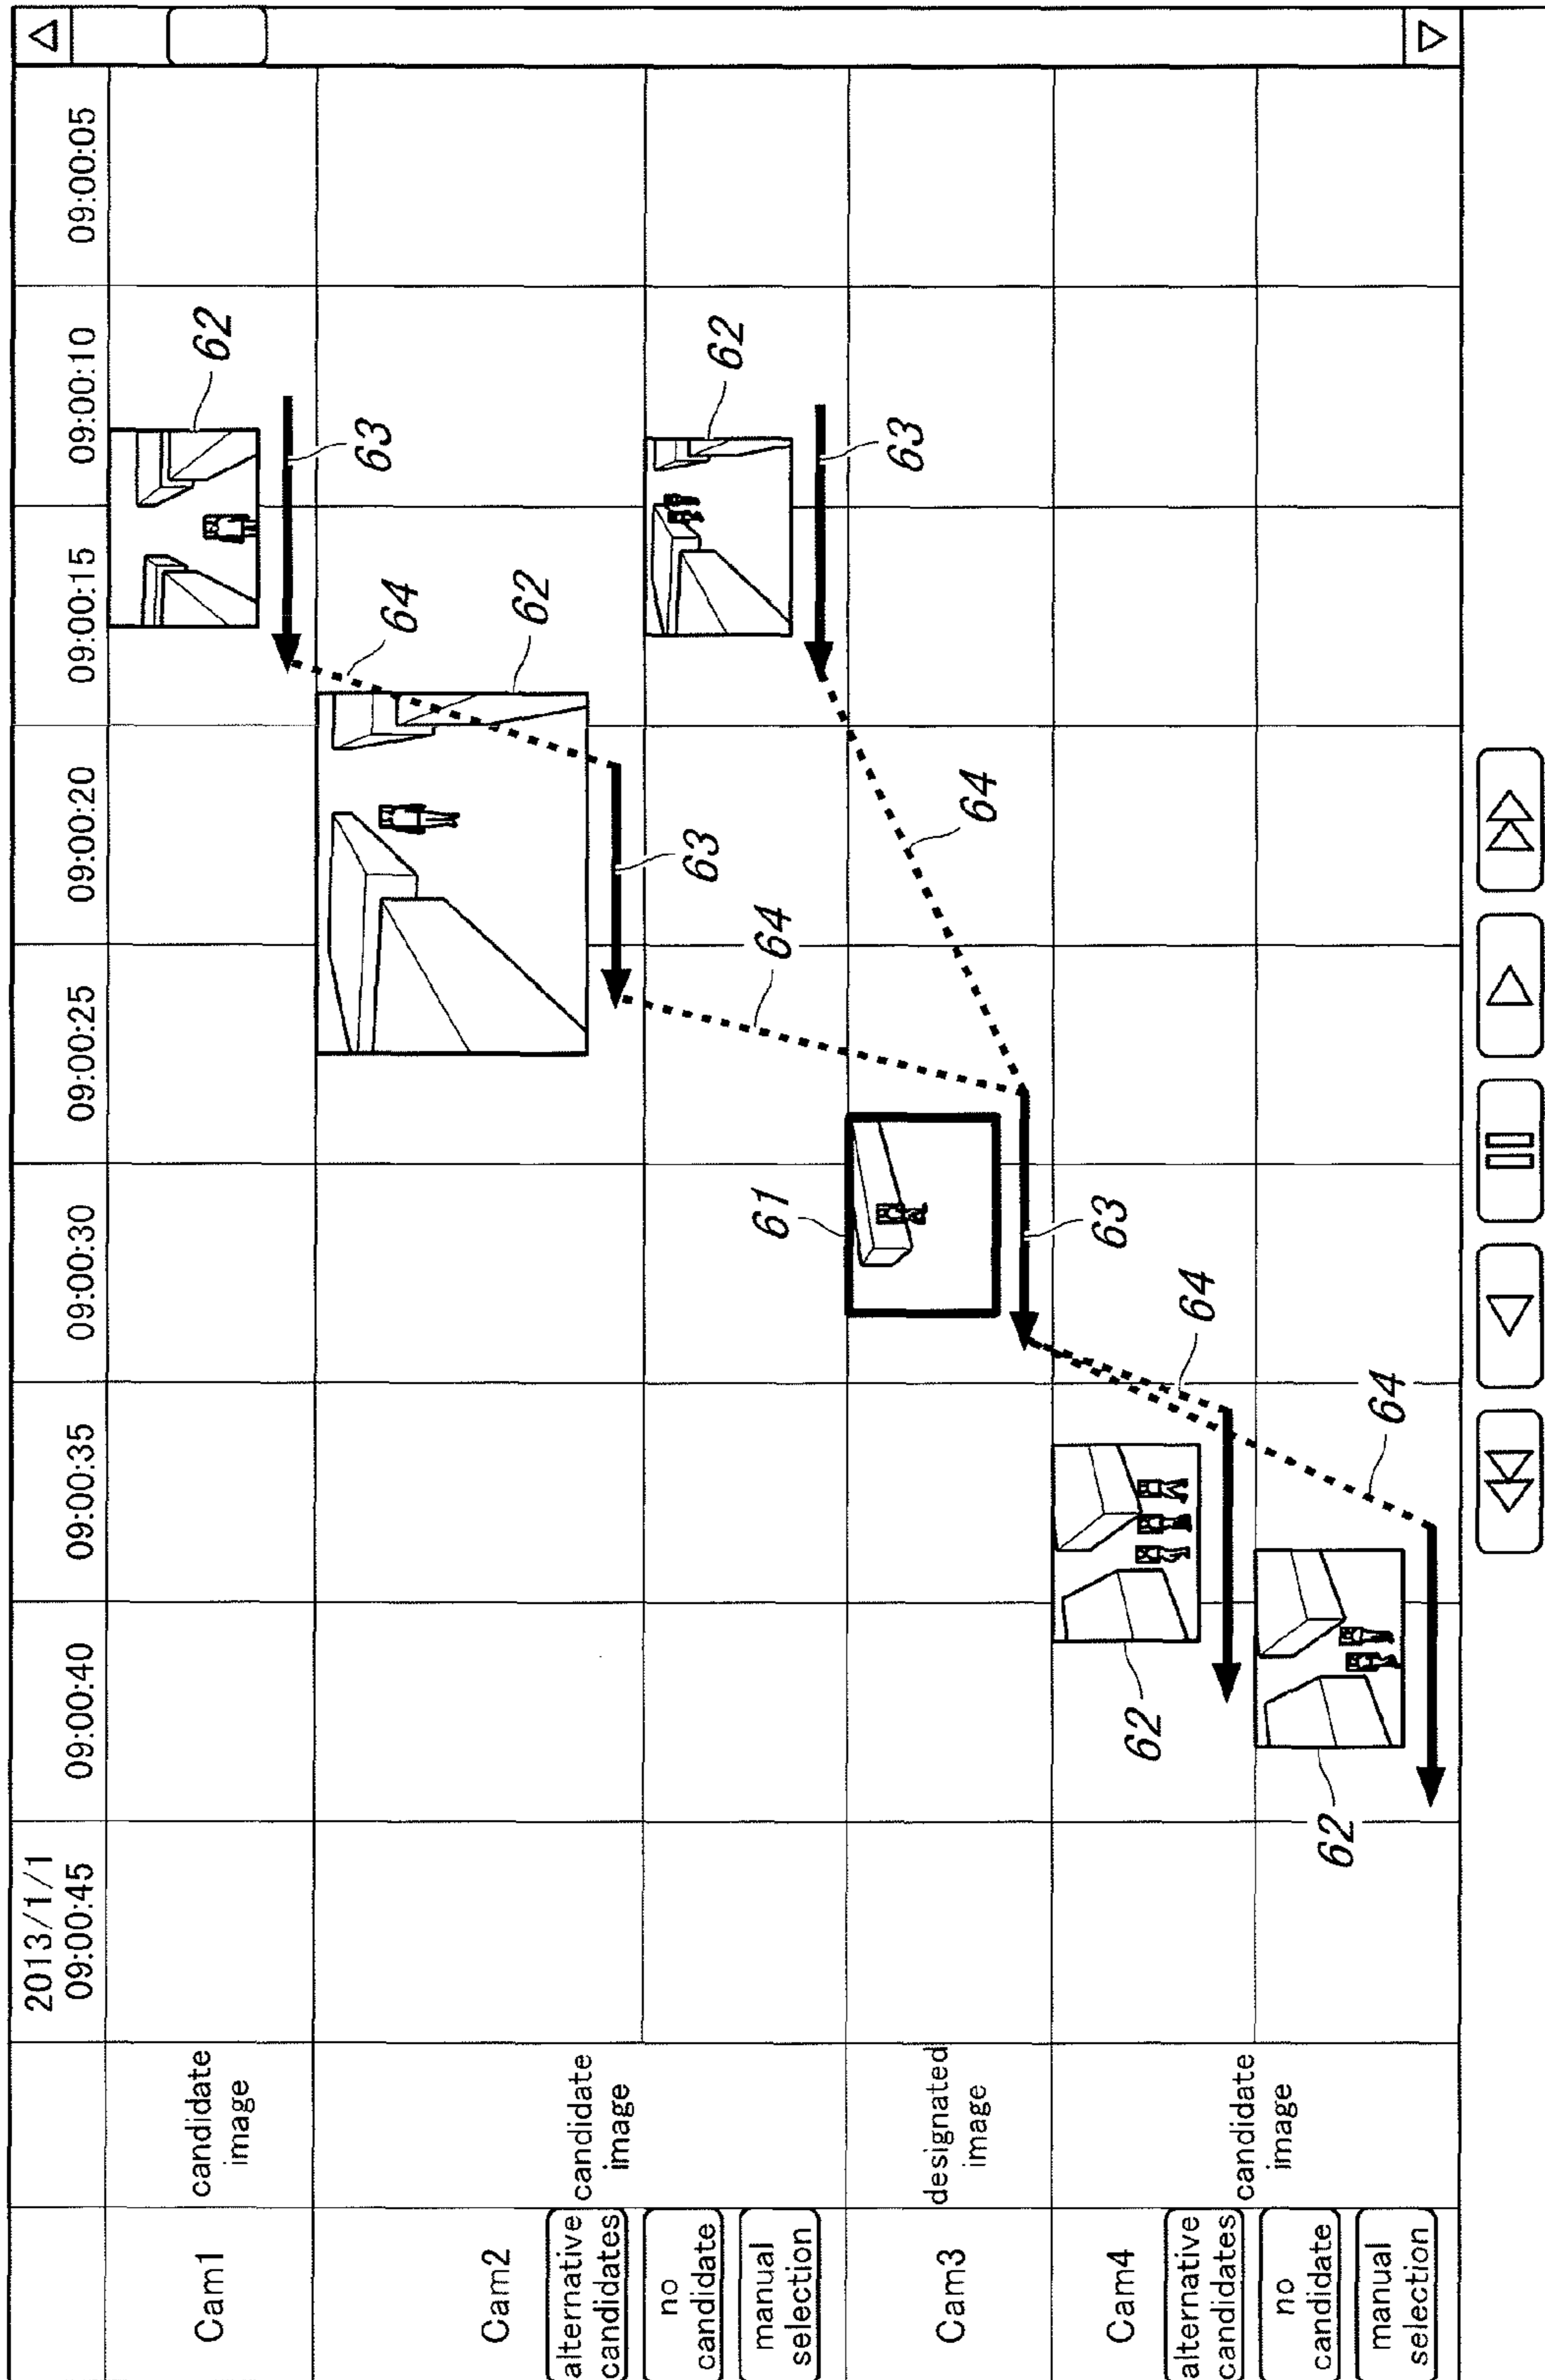 2013/1/1
09:00:45 09:00:40 09:00:35 09:00:30 09:00:25 09:00:20 09:00:15 09:00:10 09:00:05
Cam1
candidate
image
62
63
64
Cam2
alternative
candidates
no
candidate
manual
selection
candidate
image
62
63
64
62
63
64
Cam3
designated
image
61
63
Cam4
alternative
candidates
no
candidate
manual
selection
candidate
image
62
64
62
64